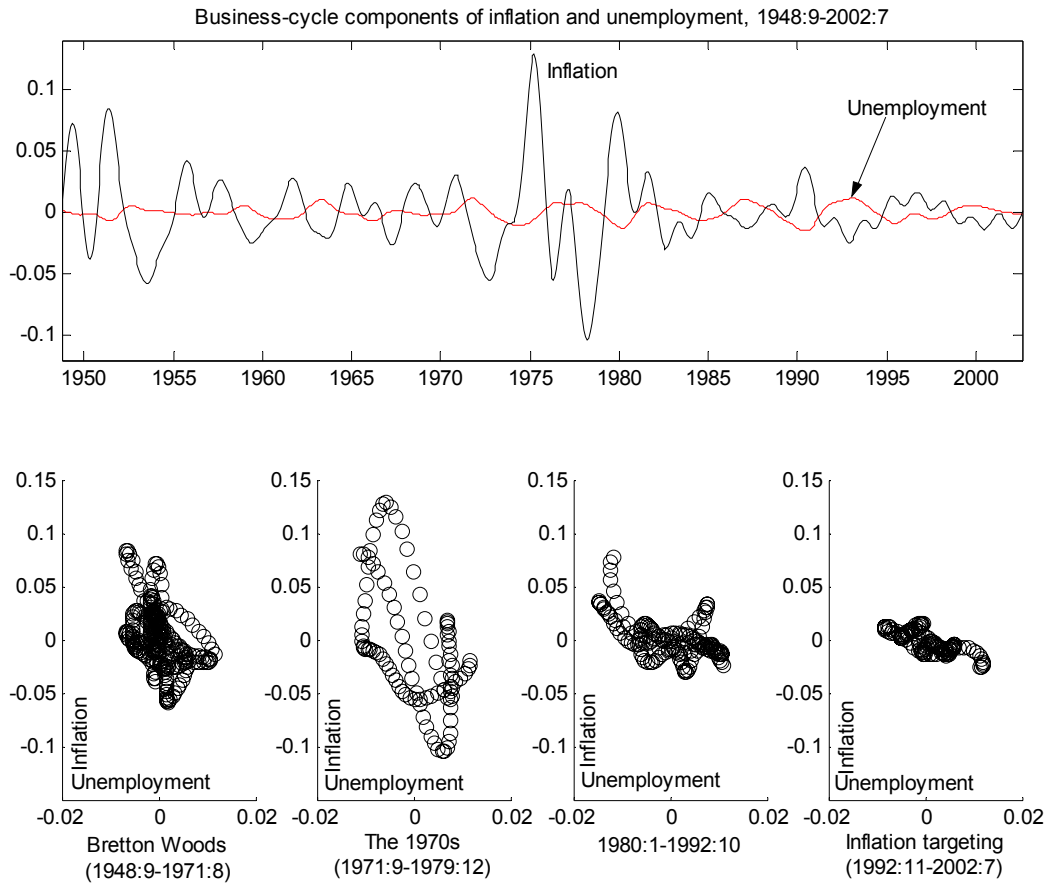 Business-cycle components of inflation and unemployment, 1948:9-2002:7
0.1
0.05
0
-0.05
-0.1
Inflation
Unemployment
1950 1955 1960 1965 1970 1975 1980 1985 1990 1995 2000
0.15
0.1
0.05
0
-0.05
-0.1
Inflation
Unemployment
-0.02 0 0.02
Bretton Woods
(1948:9-1971:8)
0.15
0.1
0.05
0
-0.05
-0.1
Inflation
Unemployment
-0.02 0 0.02
The 1970s
(1971:9-1979:12)
0.15
0.1
0.05
0
-0.05
-0.1
Inflation
Unemployment
-0.02 0 0.02
1980:1-1992:10
0.15
0.1
0.05
0
-0.05
-0.1
Inflation
Unemployment
-0.02 0 0.02
Inflation targeting
(1992:11-2002:7)